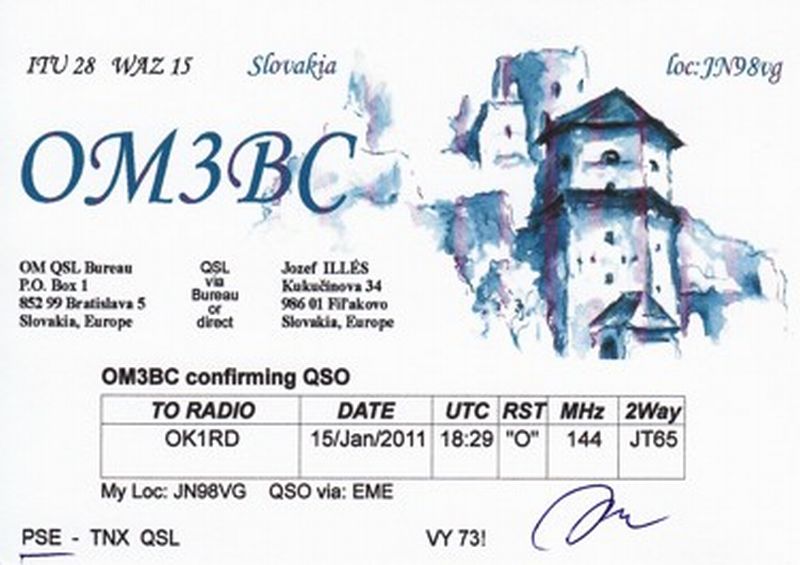 ITU 28 WAZ 15 Slovakia loc:JN98vg
OM3BC
OM QSL Bureau
P.O. Box 1
852 99 Bratislava 5
Slovakia, Europe
QSL
via
Bureau
or
direct
Jozef ILLÉS
Kukučínova 34
986 01 Fiľakovo
Slovakia, Europe
OM3BC confirming QSO
TO RADIO DATE UTC RST MHz 2Way
OK1RD 15/Jan/2011 18:29 "O" 144 JT65
My Loc: JN98VG QSO via: EME
PSE - TNX QSL VY 73!